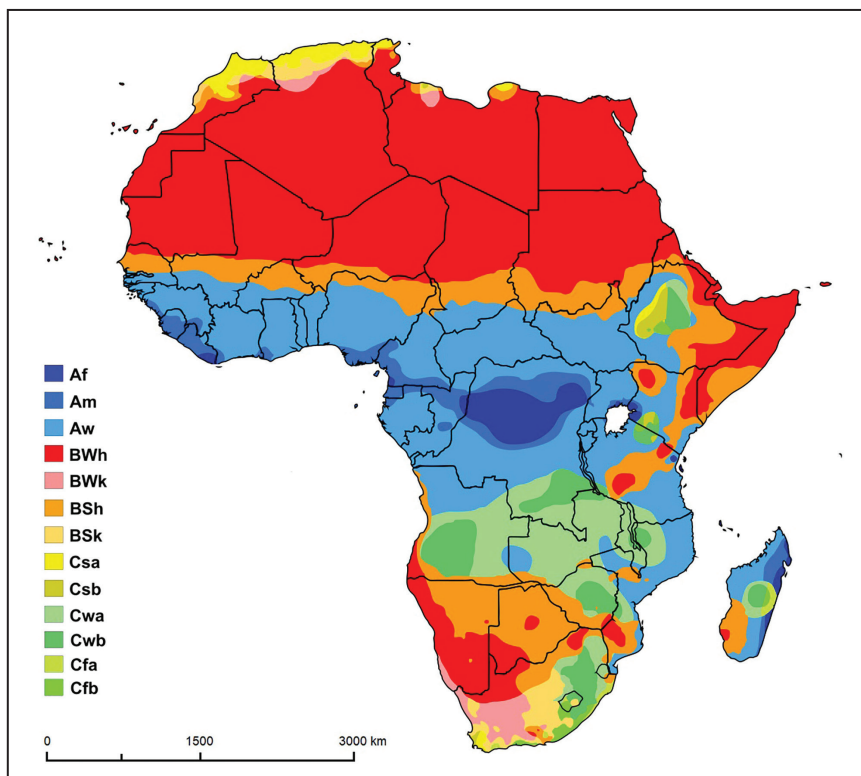 Af
Am
Aw
BWh
BWk
BSh
BSk
Csa
Csb
Cwa
Cwb
Cfa
Cfb
0 1500 3000 km